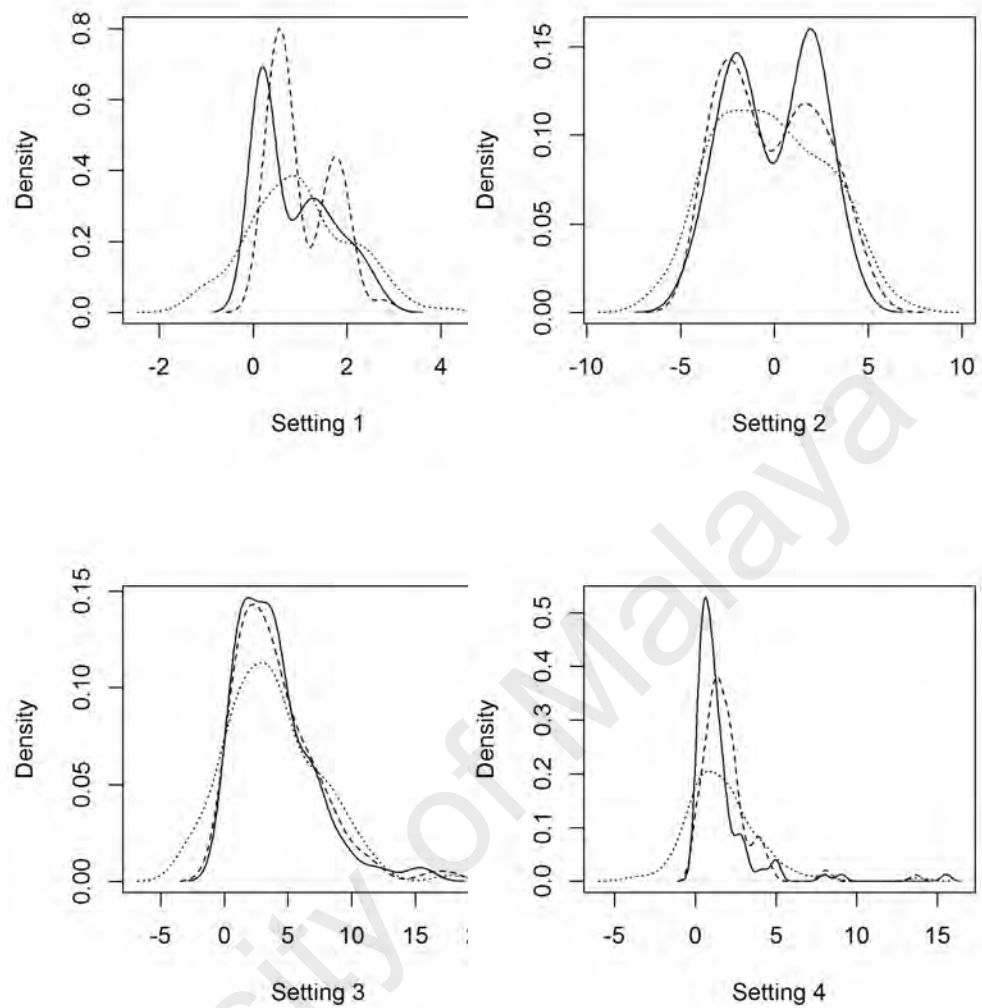 Density
0.0 0.2 0.4 0.6 0.8
-2 0 2 4
Setting 1
Density
0.00 0.05 0.10 0.15
-10 -5 0 5 10
Setting 2
Density
0.00 0.05 0.10 0.15
-5 0 5 10 15
Setting 3
Density
0.0 0.1 0.2 0.3 0.4 0.5
0 5 10 15
Setting 4
sity of Malaya